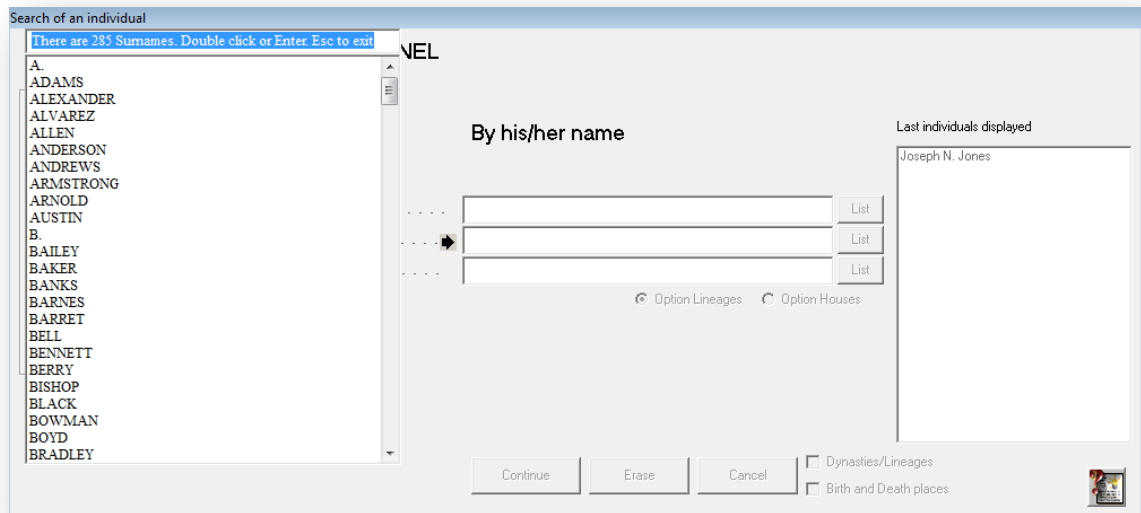 Search of an individual
There are 285 Surnames. Double click or Enter. Esc to exit
A.
ADAMS
ALEXANDER
ALVAREZ
ALLEN
ANDERSON
ANDREWS
ARMSTRONG
ARNOLD
AUSTIN
B.
BAILEY
BAKER
BANKS
BARNES
BARRET
BELL
BENNETT
BERRY
BISHOP
BLACK
BOWMAN
BOYD
BRADLEY
NEL
By his/her name
. . . .
List
. . . .
List
. . . .
List
Option Lineages
Option Houses
Last individuals displayed
Joseph N. Jones
Continue
Erase
Cancel
Dynasties/Lineages
Birth and Death places